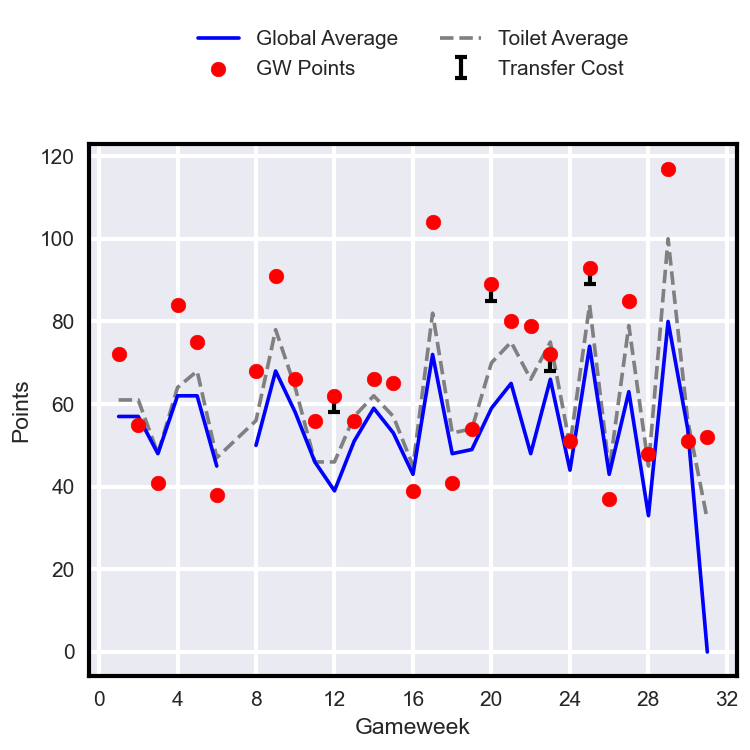 Global Average
Toilet Average
GW Points
Transfer Cost
120
100
80
60
40
20
0
Points
0 4 8 12 16 20 24 28 32
Gameweek